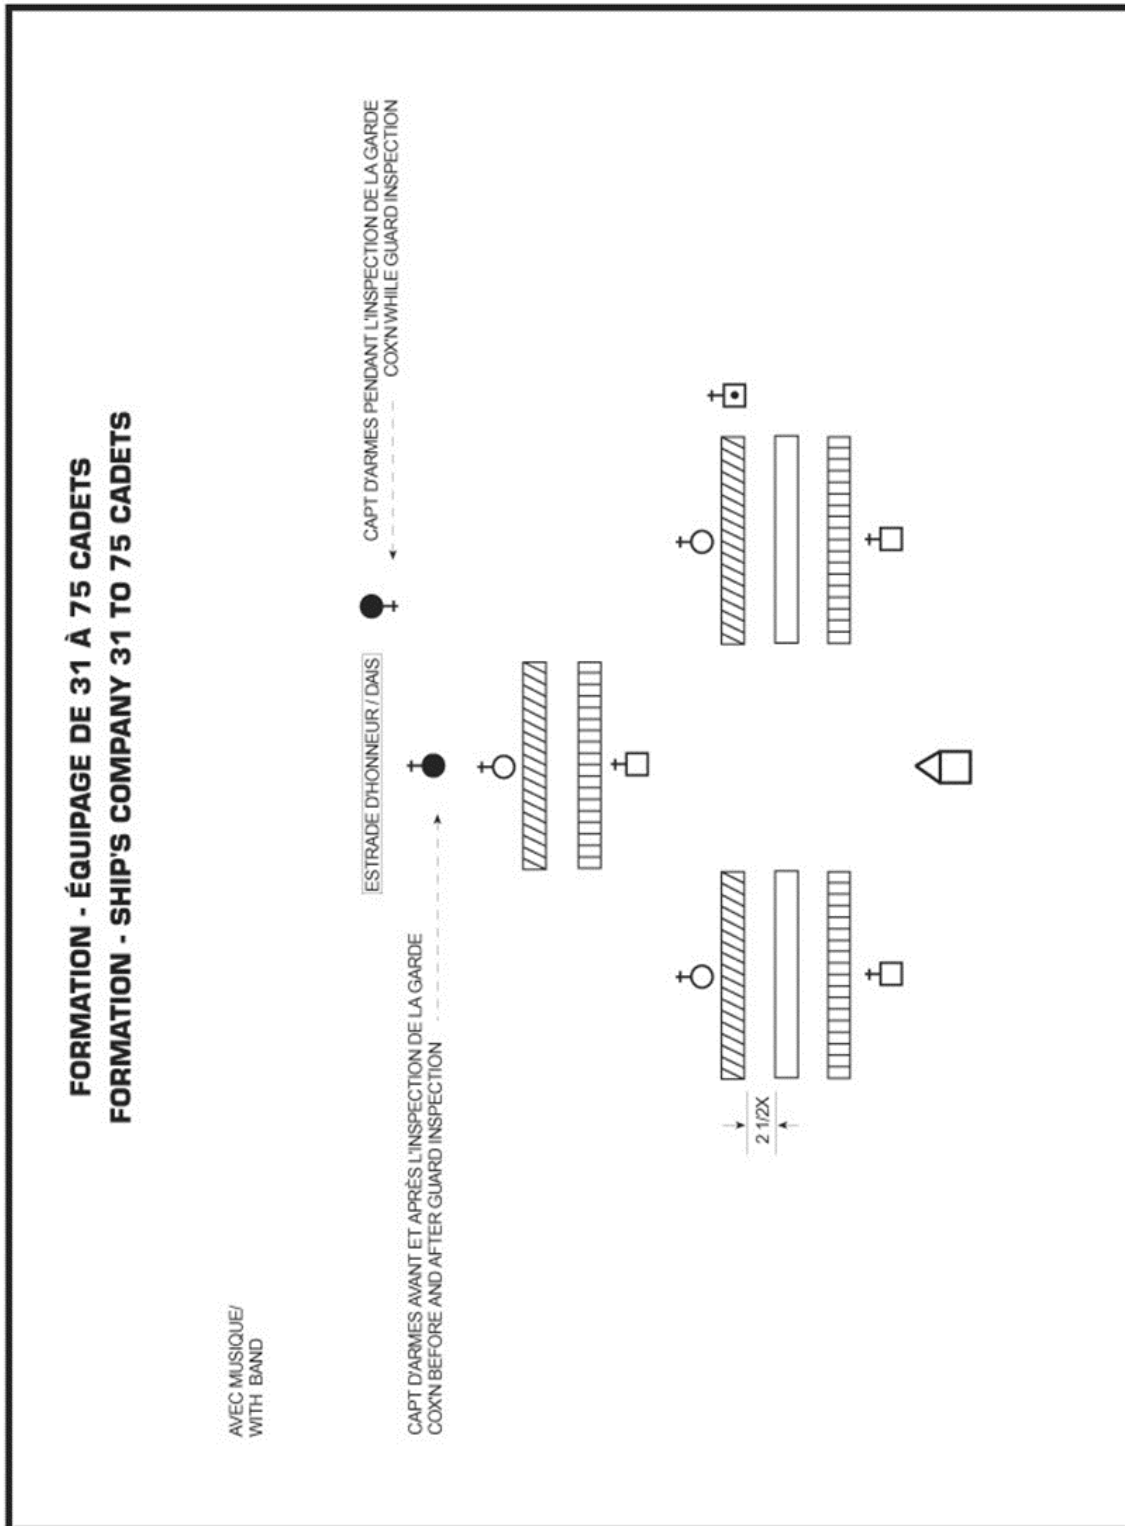 FORMATION - ÉQUIPAGE DE 31 À 75 CADETS
FORMATION - SHIP'S COMPANY 31 TO 75 CADETS
AVEC MUSIQUE/
WITH BAND
CAPT D'ARMES PENDANT L'INSPECTION DE LA GARDE
COX'N WHILE GUARD INSPECTION
ESTRADE D'HONNEUR / DAIS
CAPT D'ARMES AVANT ET APRÈS L'INSPECTION DE LA GARDE
COX'N BEFORE AND AFTER GUARD INSPECTION
2 1/2X